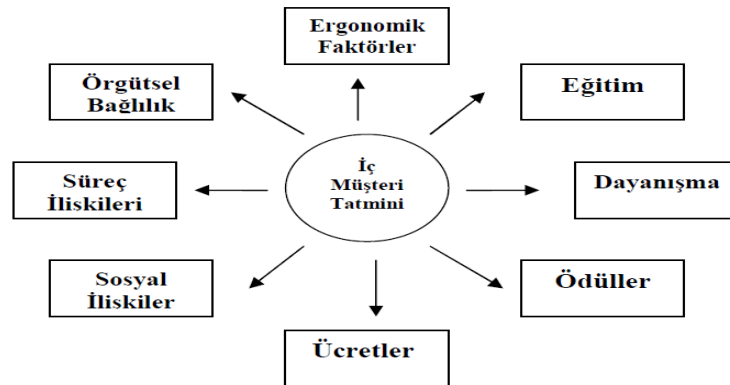 Ergonomik
Faktörler
Örgütsel
Bağlılık
Eğitim
Süreç
İliskileri
İç
Müşteri
Tatmini
Dayanışma
Sosyal
İliskiler
Ödüller
Ücretler